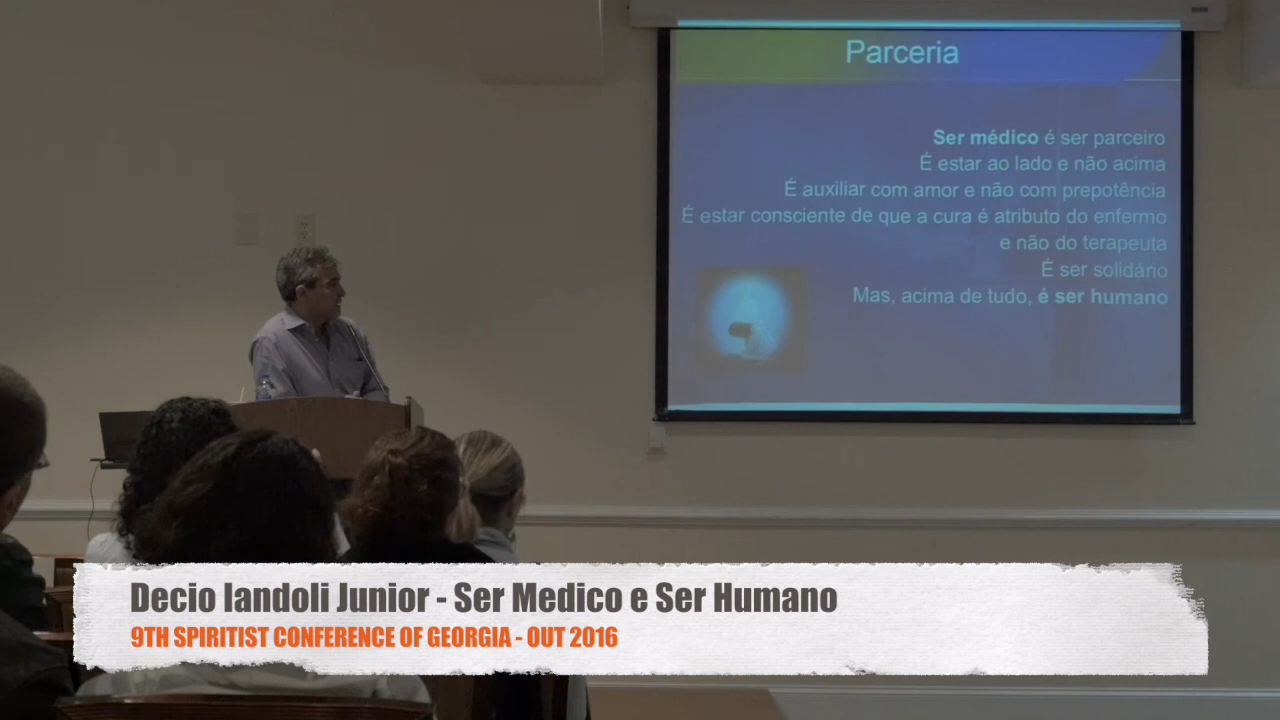 Parceria
Ser médico é ser parceiro
É estar ao lado e não acima
É auxiliar com amor e não com prepotência
É estar consciente de que a cura é atributo do enfermo
e não do terapeuta
É ser solidário
Mas, acima de tudo, é ser humano
Decio Iandoli Junior - Ser Medico e Ser Humano
9TH SPIRITIST CONFERENCE OF GEORGIA - OUT 2016